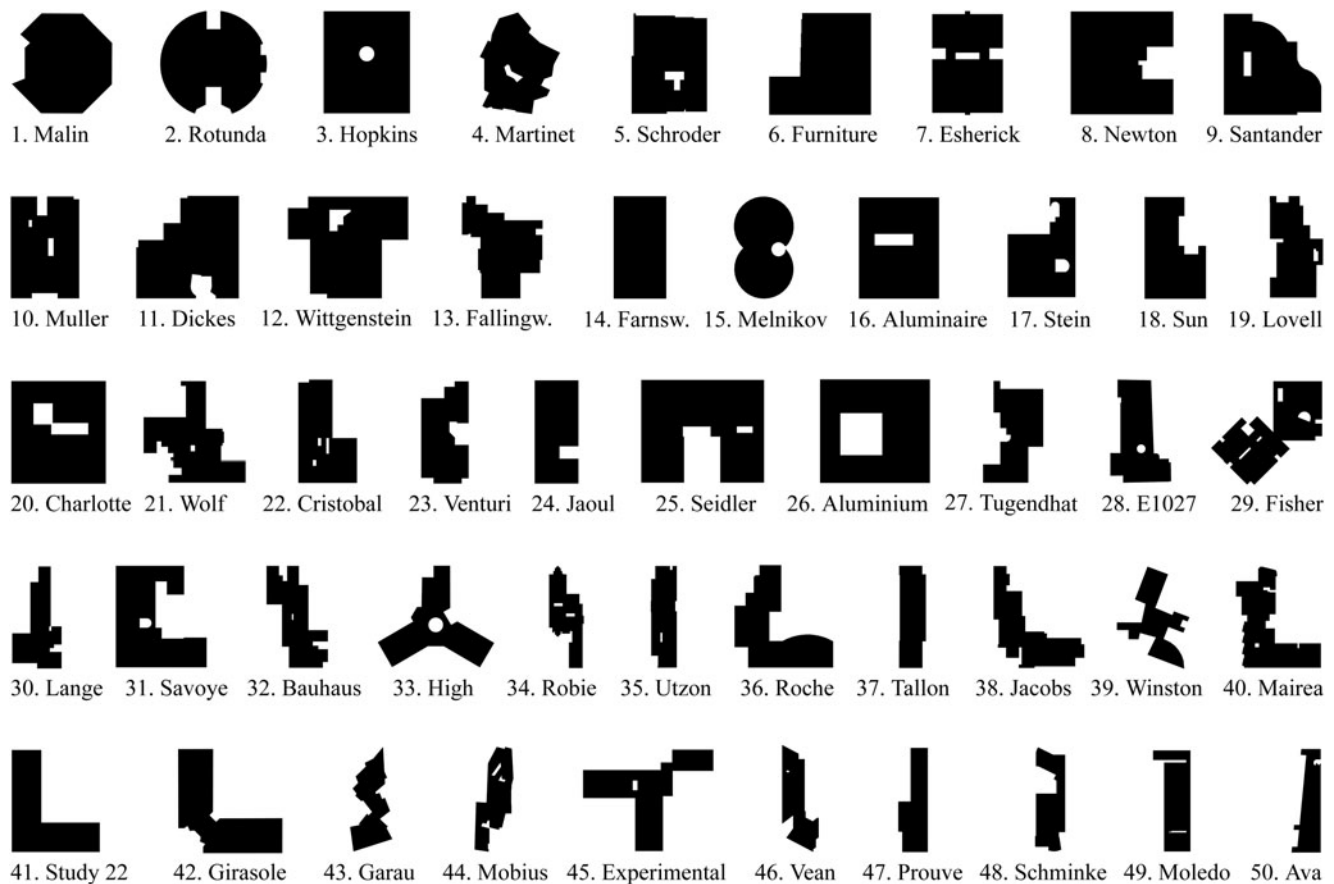 1. Malin 2. Rotunda 3. Hopkins 4. Martinet 5. Schroder 6. Furniture 7. Esherick 8. Newton 9. Santander
10. Muller 11. Dickes 12. Wittgenstein 13. Fallingw. 14. Farnsw. 15. Melnikov 16. Aluminaire 17. Stein 18. Sun 19. Lovell
20. Charlotte 21. Wolf 22. Cristobal 23. Venturi 24. Jaoul 25. Seidler 26. Aluminium 27. Tugendhat 28. E1027 29. Fisher
30. Lange 31. Savoye 32. Bauhaus 33. High 34. Robie 35. Utzon 36. Roche 37. Tallon 38. Jacobs 39. Winston 40. Mairea
41. Study 22 42. Girasole 43. Garau 44. Mobius 45. Experimental 46. Vean 47. Prouve 48. Schminke 49. Moledo 50. Ava